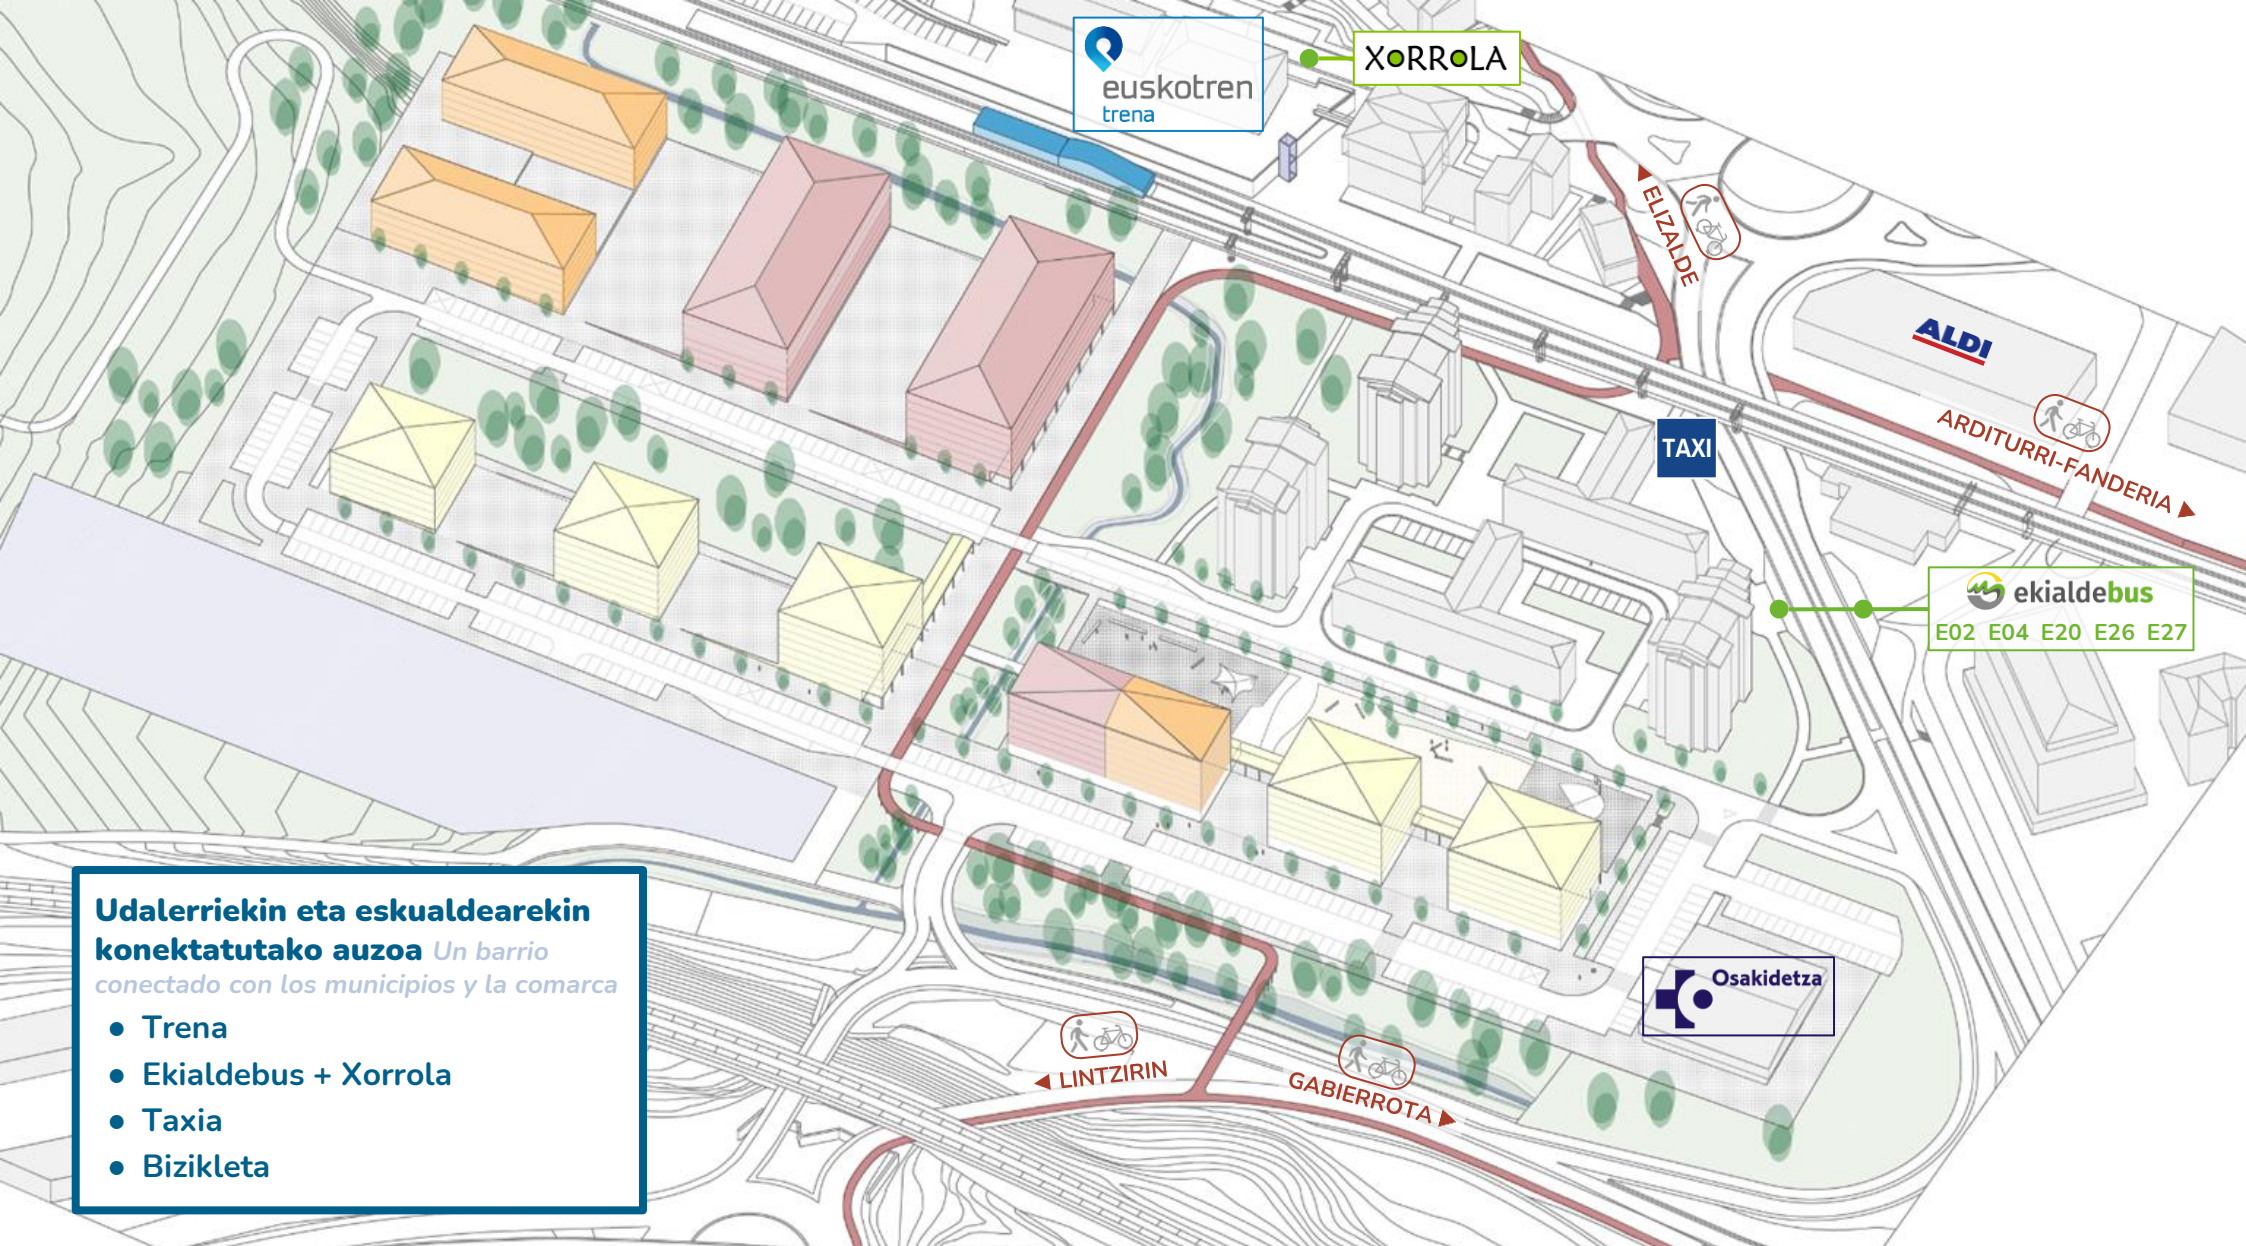 euskotren
trena
XORROLA
ELIZALDE
ALDI
ARDITURRI-FANDERIA
TAXI
ekialdebus
E02 E04 E20 E26 E27
Osakidetza
LINTZIRIN
GABIERROTA
Udalerriekin eta eskualdearekin
konektatutako auzoa Un barrio
conectado con los municipios y la comarca
● Trena
● Ekialdebus + Xorrola
● Taxia
● Bizikleta